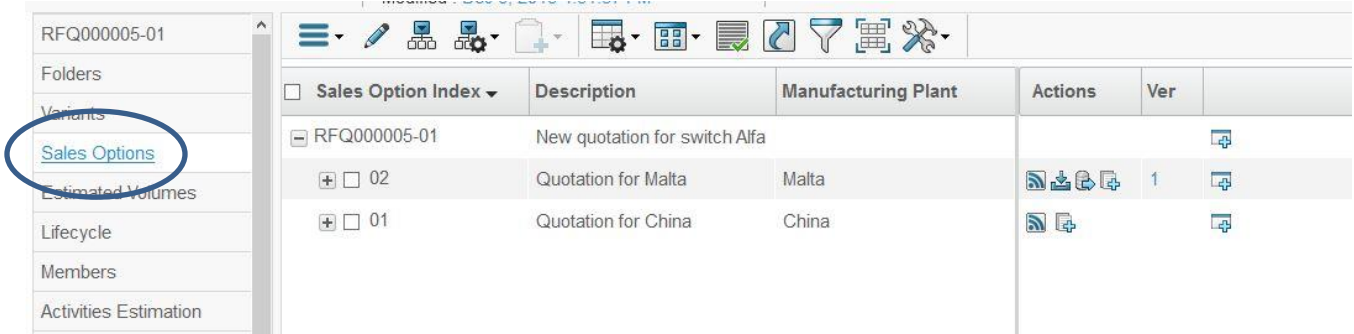 RFQ000005-01
Folders
Variants
Sales Options
Estimated Volumes
Lifecycle
Members
Activities Estimation
Sales Option Index Description Manufacturing Plant Actions Ver
RFQ000005-01 New quotation for switch Alfa
02 Quotation for Malta Malta 1
01 Quotation for China China